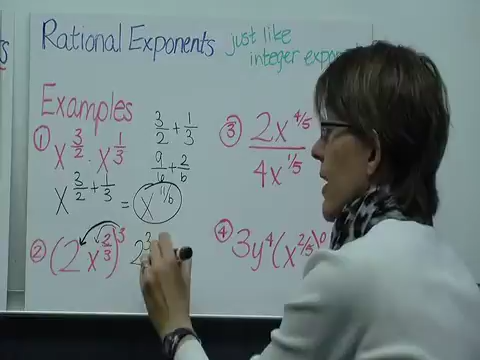 Rational Exponents just like
integer expon
Examples
① x^(3/2) · x^(1/3)
3/2 + 1/3
9/6 + 2/6
x^(3/2 + 1/3) = x^(11/6)
② (2x^(2/3))^3 2^3
③ 2x^(4/5) / 4x^(1/5)
④ 3y^4(x^(2/5)